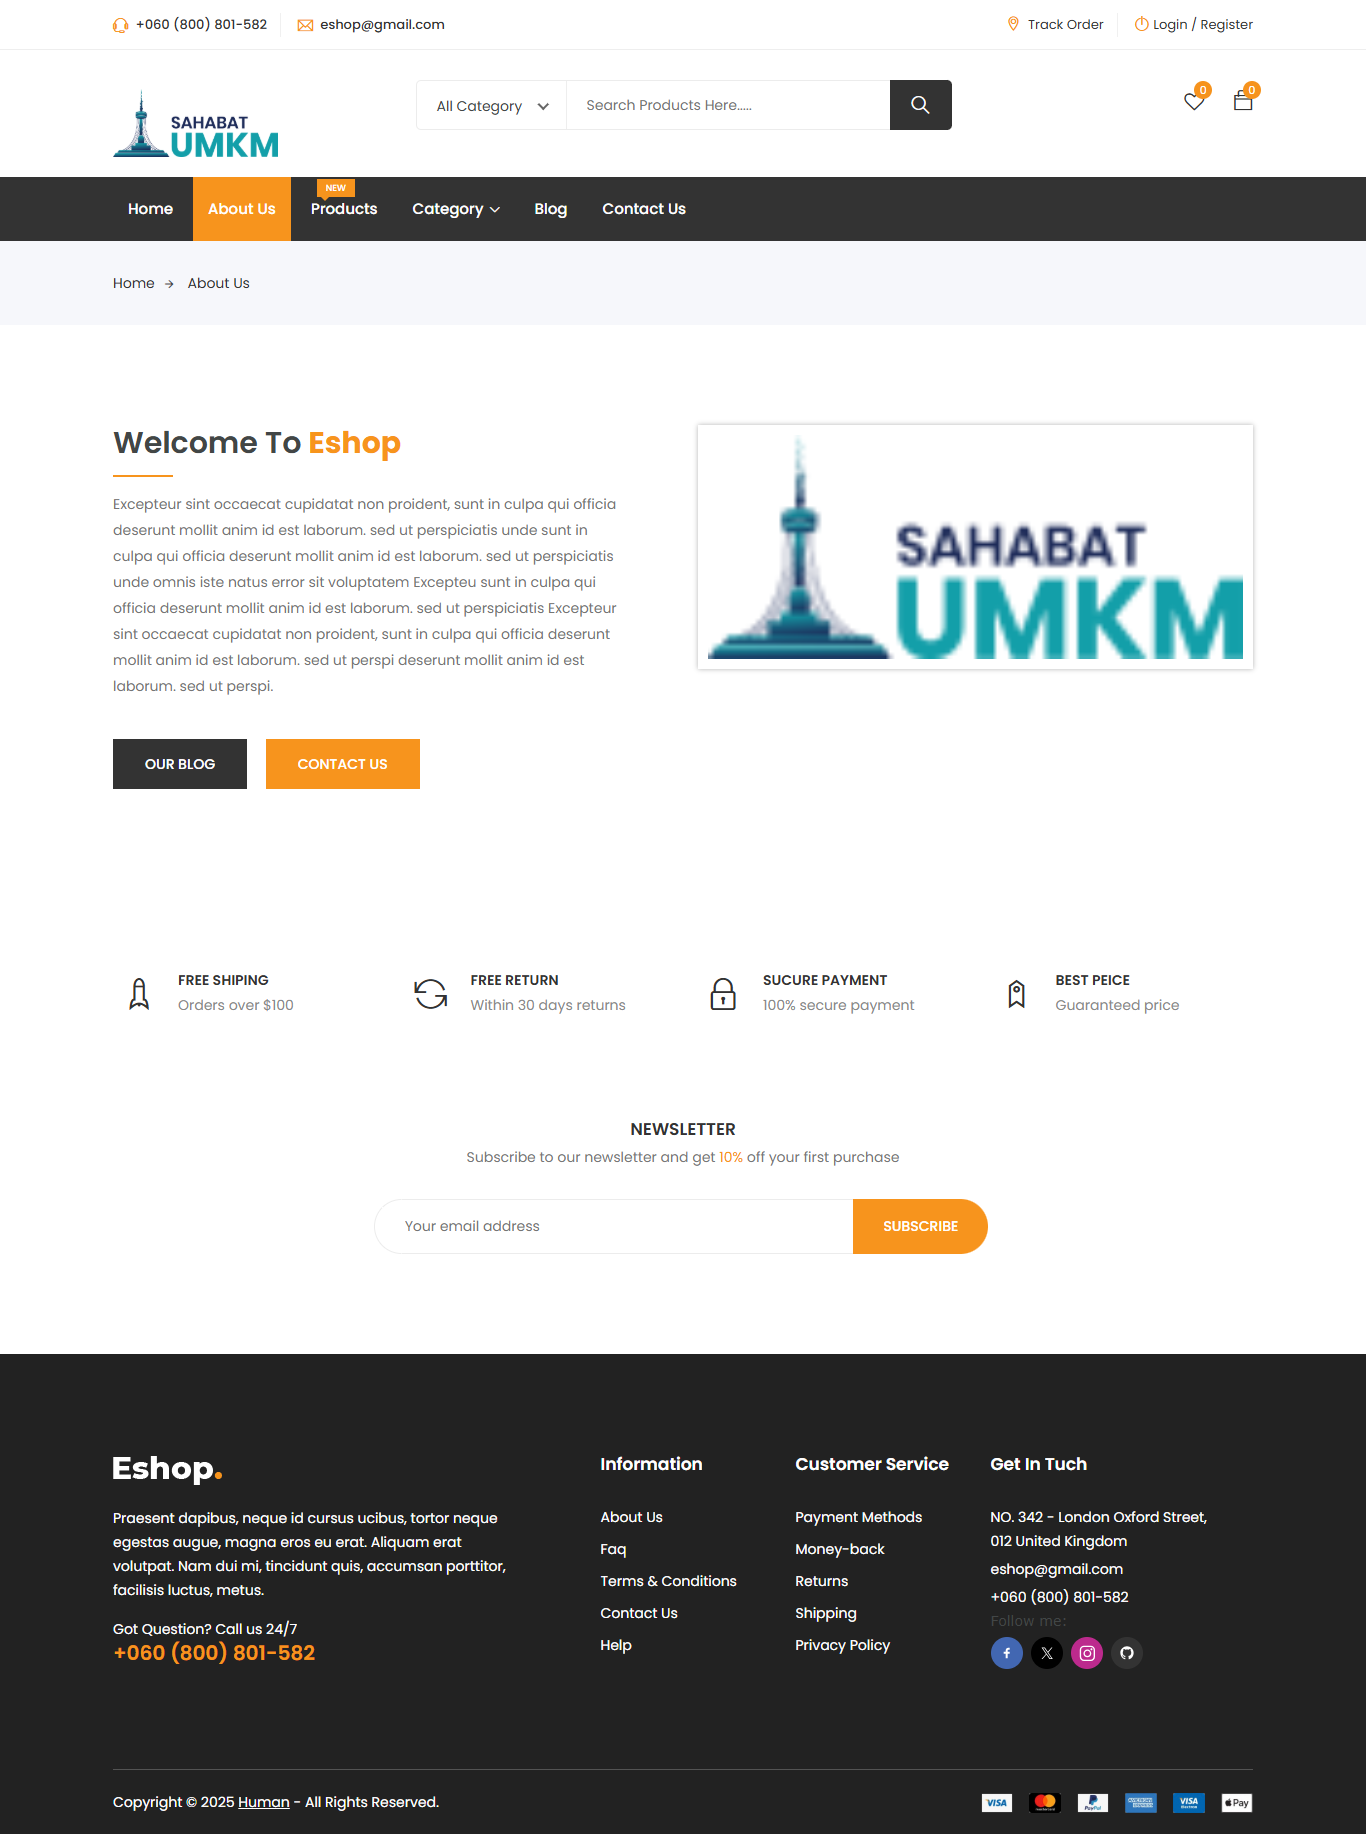 +060 (800) 801-582
eshop@gmail.com
Track Order
Login / Register
SAHABAT
UMKM
All Category
Search Products Here.....
0
0
Home
About Us
NEW
Products
Category
Blog
Contact Us
Home
About Us
Welcome To Eshop
Excepteur sint occaecat cupidatat non proident, sunt in culpa qui officia
deserunt mollit anim id est laborum. sed ut perspiciatis unde sunt in
culpa qui officia deserunt mollit anim id est laborum. sed ut perspiciatis
unde omnis iste natus error sit voluptatem Excepteu sunt in culpa qui
officia deserunt mollit anim id est laborum. sed ut perspiciatis Excepteur
sint occaecat cupidatat non proident, sunt in culpa qui officia deserunt
mollit anim id est laborum. sed ut perspi deserunt mollit anim id est
laborum. sed ut perspi.
OUR BLOG
CONTACT US
SAHABAT
UMKM
FREE SHIPING
Orders over $100
FREE RETURN
Within 30 days returns
SUCURE PAYMENT
100% secure payment
BEST PEICE
Guaranteed price
NEWSLETTER
Subscribe to our newsletter and get 10% off your first purchase
Your email address
SUBSCRIBE
Eshop.
Praesent dapibus, neque id cursus ucibus, tortor neque
egestas augue, magna eros eu erat. Aliquam erat
volutpat. Nam dui mi, tincidunt quis, accumsan porttitor,
facilisis luctus, metus.
Got Question? Call us 24/7
+060 (800) 801-582
Information
About Us
Faq
Terms & Conditions
Contact Us
Help
Customer Service
Payment Methods
Money-back
Returns
Shipping
Privacy Policy
Get In Tuch
NO. 342 - London Oxford Street,
012 United Kingdom
eshop@gmail.com
+060 (800) 801-582
Follow me:
Copyright © 2025 Human - All Rights Reserved.
VISA
mastercard
PayPal
AMERICAN EXPRESS
VISA
Electron
Pay